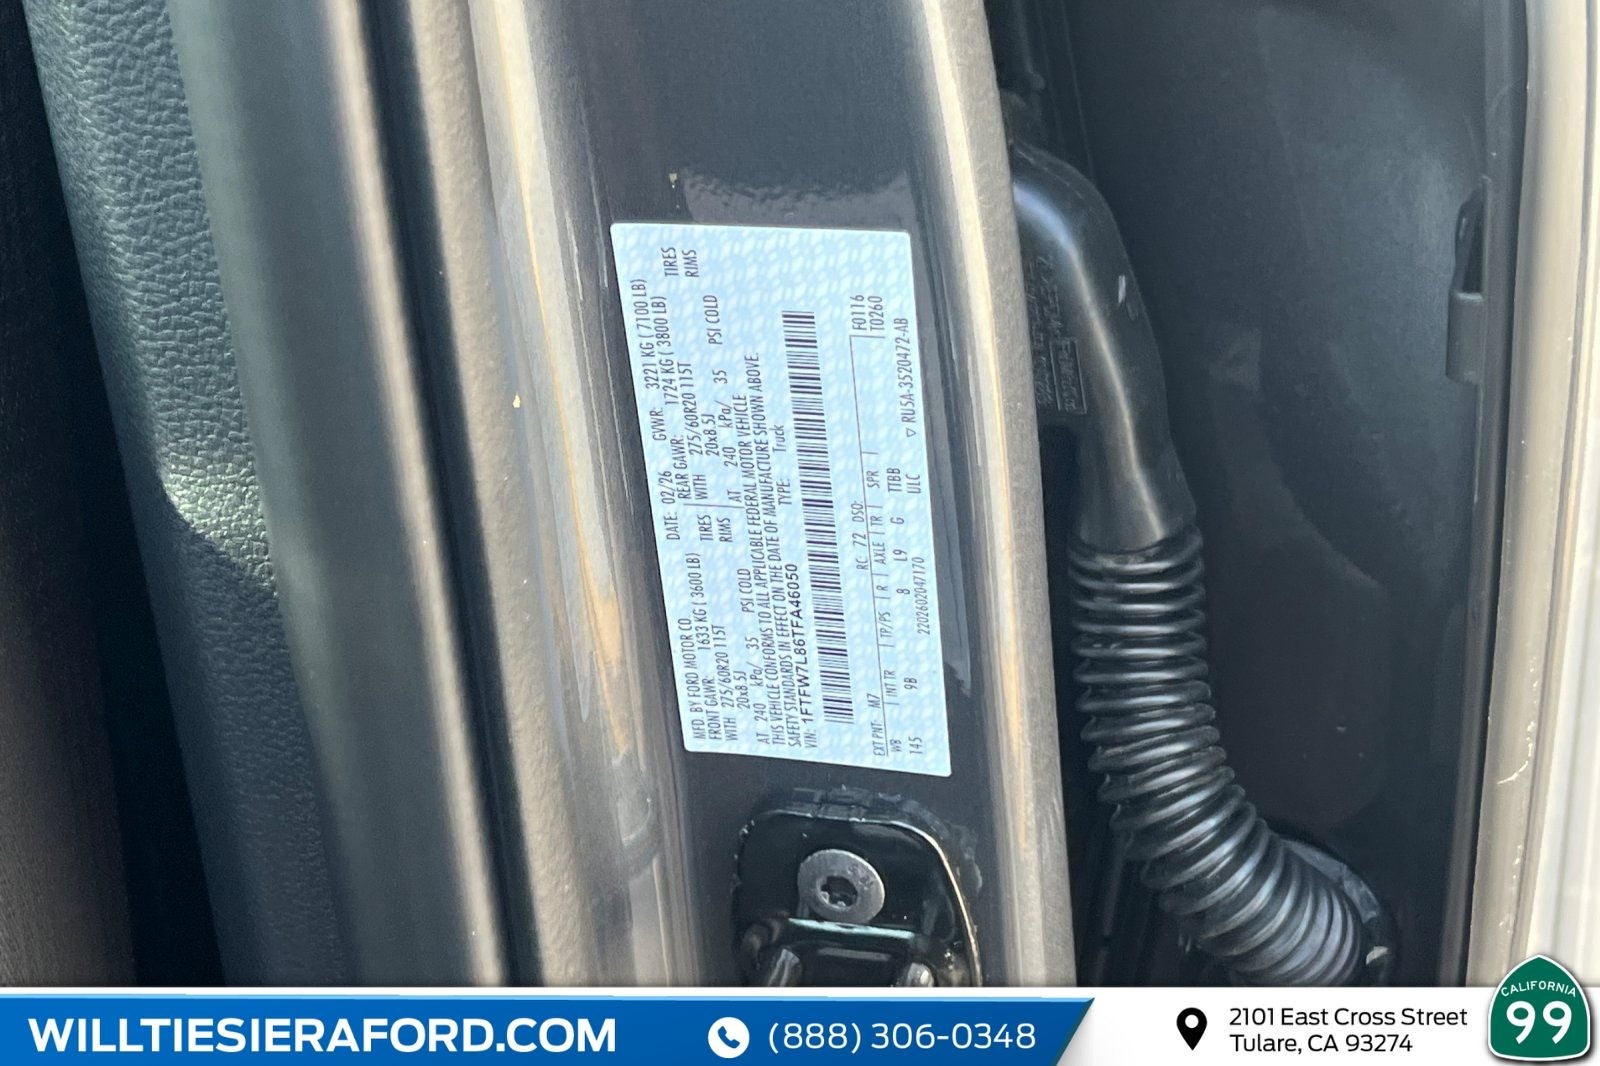 MFD. BY FORD MOTOR CO.
DATE: 02/26
GVWR: 3221 KG ( 7100 LB)
FRONT GAWR: 1633 KG ( 3600 LB)
REAR GAWR: 1724 KG ( 3800 LB)
WITH 275/60R20 115T TIRES
WITH 275/60R20 115T TIRES
20x8.5J RIMS
20x8.5J RIMS
AT 240 kPa/ 35 PSI COLD
AT 240 kPa/ 35 PSI COLD
THIS VEHICLE CONFORMS TO ALL APPLICABLE FEDERAL MOTOR VEHICLE
SAFETY STANDARDS IN EFFECT ON THE DATE OF MANUFACTURE SHOWN ABOVE.
VIN: 1FTFW7L86TFA46050
TYPE: Truck
EXT PNT: M7 RC: 72 DSO: F0116
WB INT TR TP/PS R AXLE TR SPR T0260
145 9B 8 L9 G TTBB
2202602047170 ULC
▽ RU5A-3520472-AB
WILLTIESIERAFORD.COM
(888) 306-0348
2101 East Cross Street
Tulare, CA 93274
CALIFORNIA
99